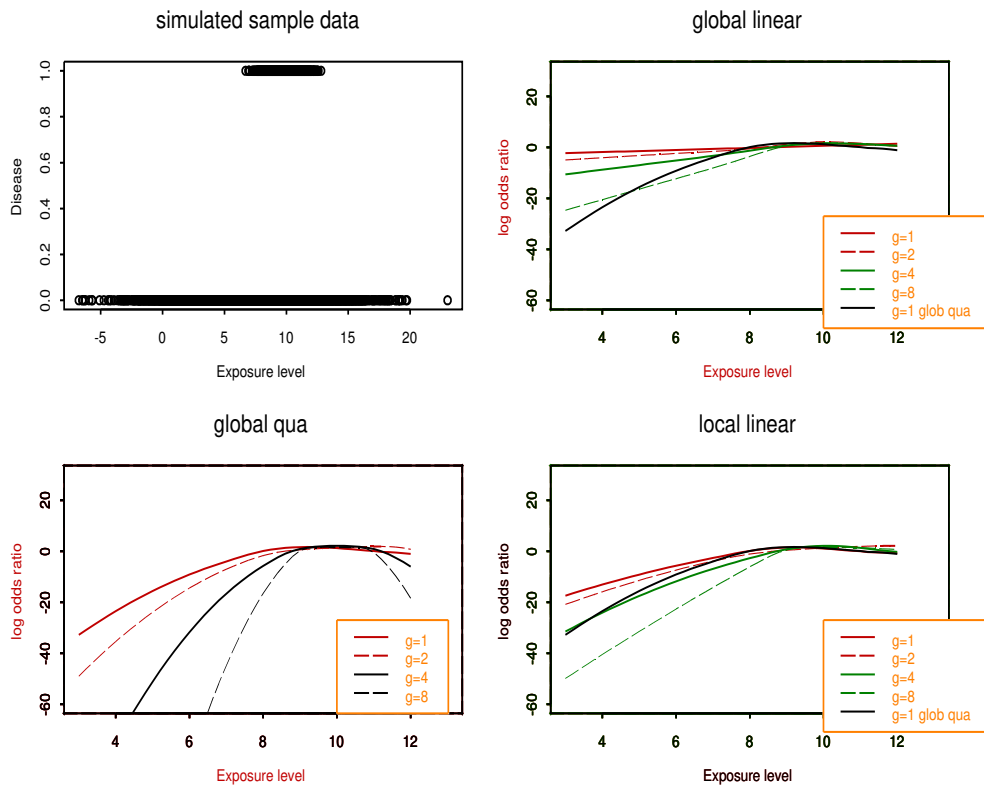 simulated sample data
Disease
1.0
0.8
0.6
0.4
0.2
0.0
-5
0
5
10
15
20
Exposure level
global linear
log odds ratio
20
0
-20
-40
-60
4
6
8
10
12
Exposure level
g=1
g=2
g=4
g=8
g=1 glob qua
global qua
log odds ratio
20
0
-20
-40
-60
4
6
8
10
12
Exposure level
g=1
g=2
g=4
g=8
local linear
log odds ratio
20
0
-20
-40
-60
4
6
8
10
12
Exposure level
g=1
g=2
g=4
g=8
g=1 glob qua